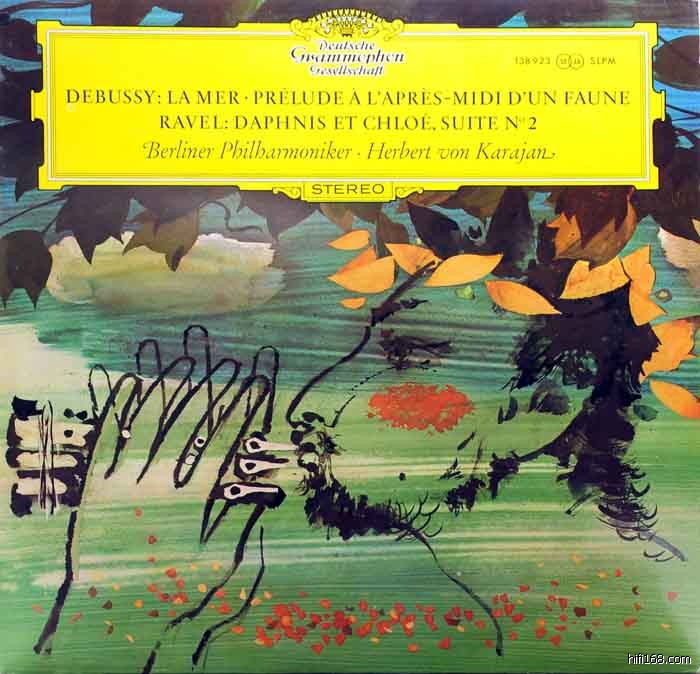 Deutsche
Grammophon
Gesellschaft
138 923 SLPM
DEBUSSY: LA MER · PRÉLUDE À L'APRÈS-MIDI D'UN FAUNE
RAVEL: DAPHNIS ET CHLOÉ, SUITE Nº 2
Berliner Philharmoniker · Herbert von Karajan
STEREO
hifi168.com